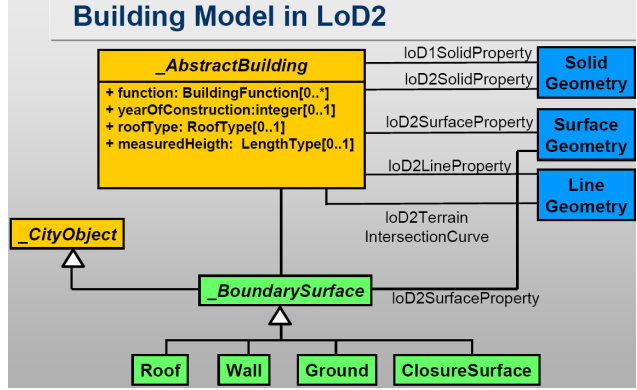 Building Model in LoD2
_AbstractBuilding
+ function: BuildingFunction[0..*]
+ yearOfConstruction:integer[0..1]
+ roofType: RoofType[0..1]
+ measuredHeigth: LengthType[0..1]
loD1SolidProperty
loD2SolidProperty
Solid
Geometry
loD2SurfaceProperty
Surface
Geometry
loD2LineProperty
Line
Geometry
loD2Terrain
IntersectionCurve
_CityObject
_BoundarySurface
loD2SurfaceProperty
Roof
Wall
Ground
ClosureSurface